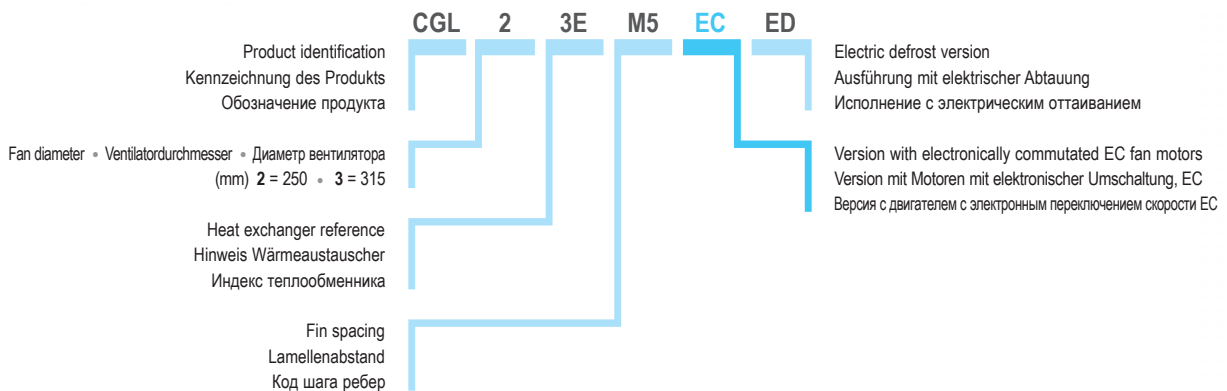 CGL 2 3E M5 EC ED
Product identification
Kennzeichnung des Produkts
Обозначение продукта
Fan diameter • Ventilatordurchmesser • Диаметр вентилятора
(mm) 2 = 250 • 3 = 315
Heat exchanger reference
Hinweis Wärmeaustauscher
Индекс теплообменника
Fin spacing
Lamellenabstand
Код шага ребер
Electric defrost version
Ausführung mit elektrischer Abtauung
Исполнение с электрическим оттаиванием
Version with electronically commutated EC fan motors
Version mit Motoren mit elektronischer Umschaltung, EC
Версия с двигателем с электронным переключением скорости EC